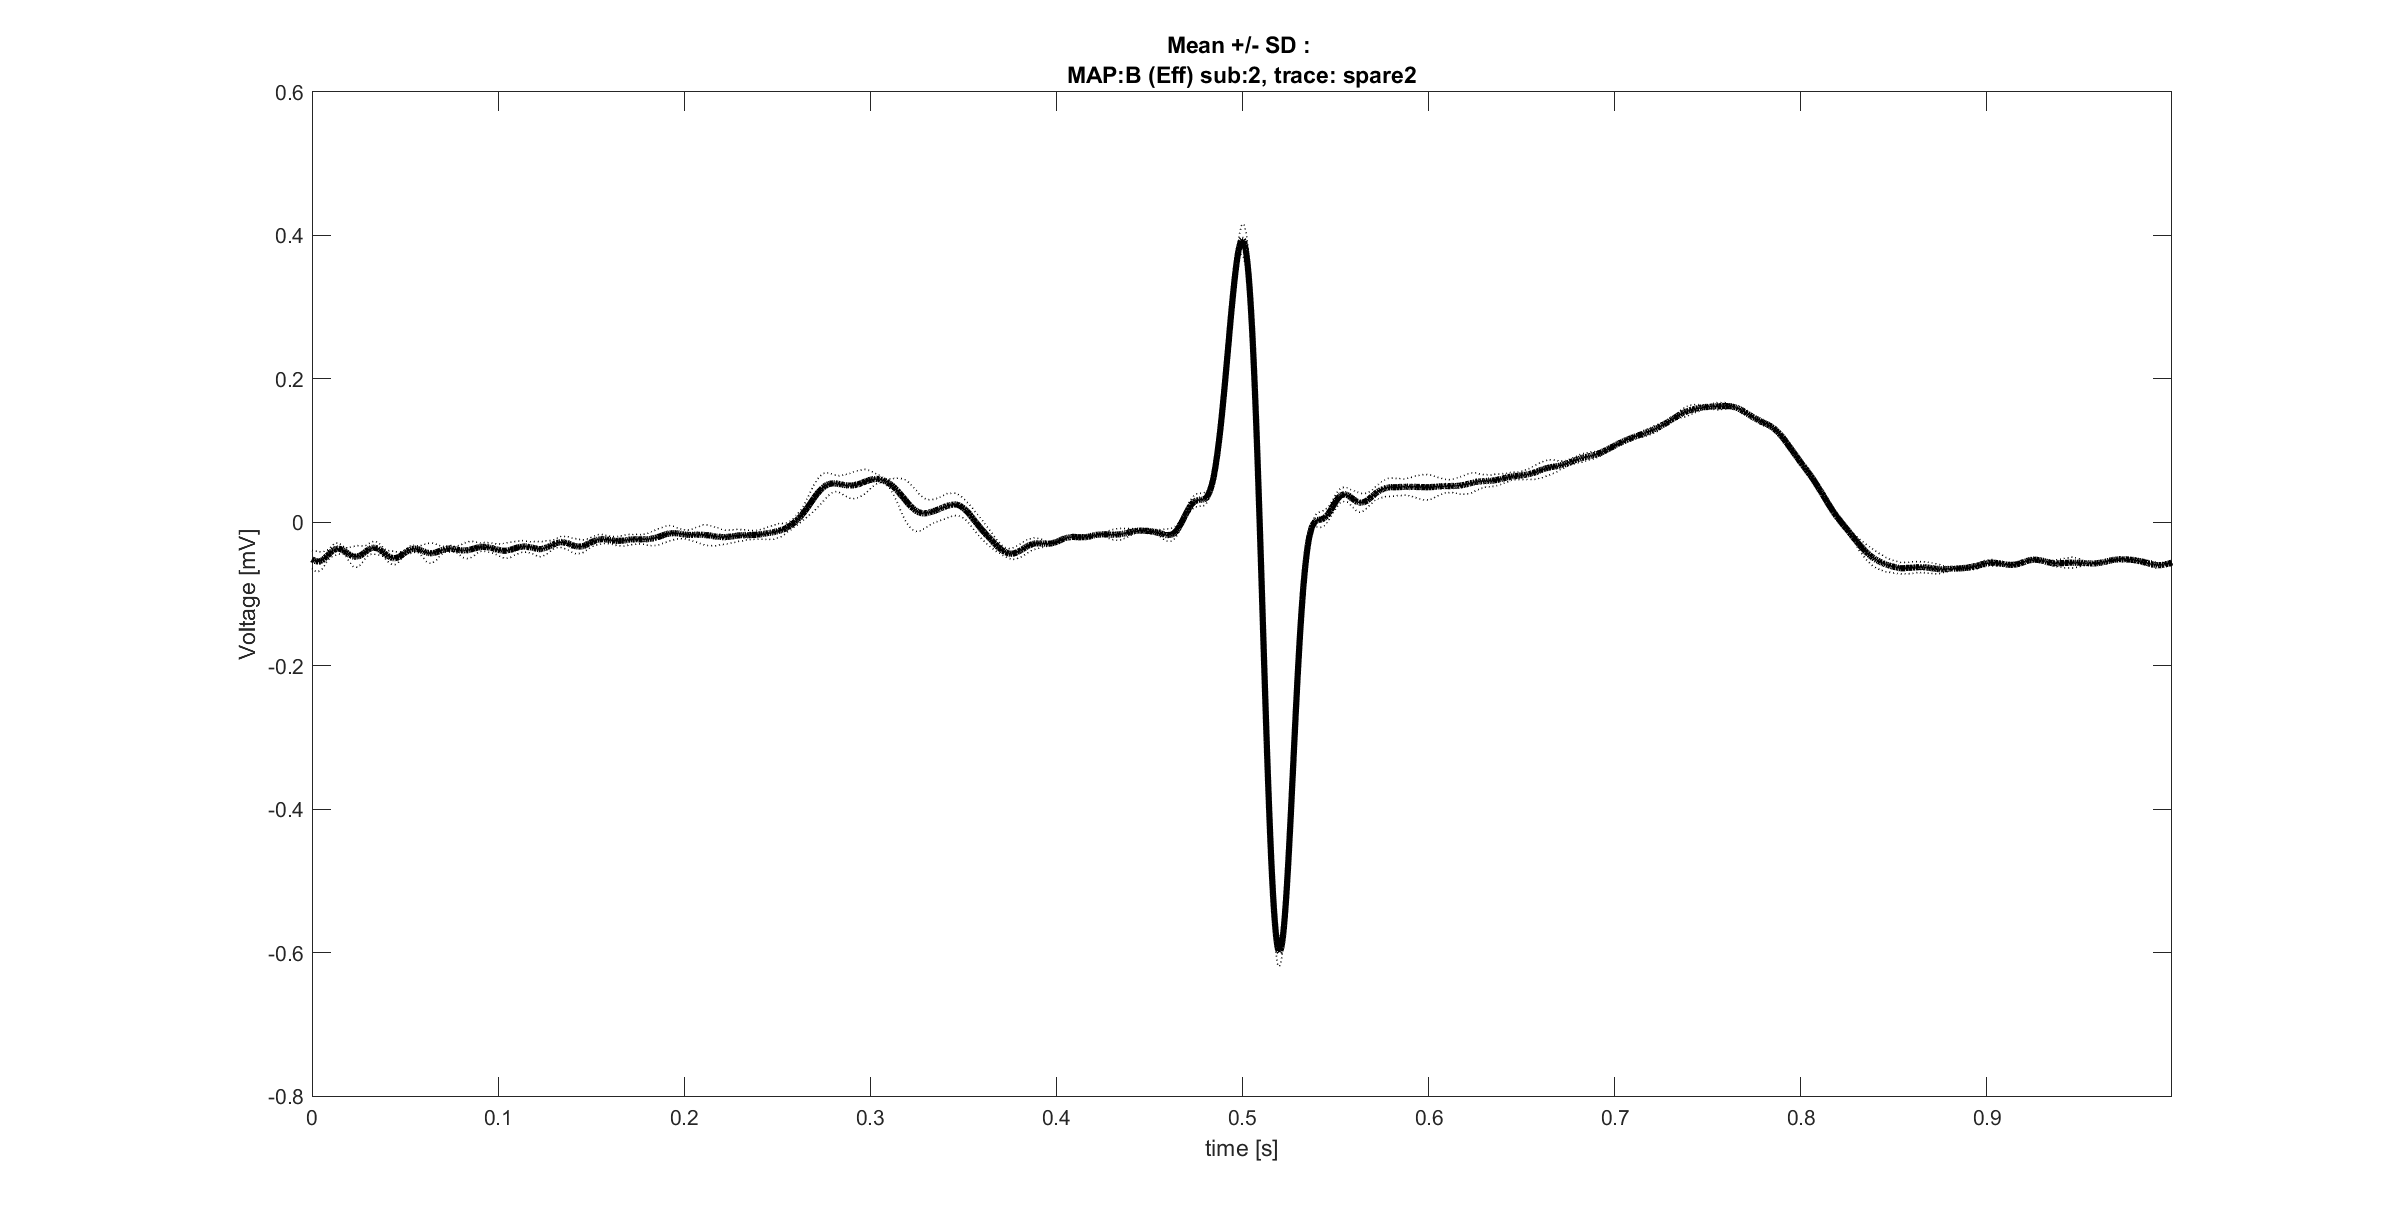 Mean +/- SD :
MAP:B (Eff) sub:2, trace: spare2
0.6
0.4
0.2
0
-0.2
-0.4
-0.6
-0.8
Voltage [mV]
0 0.1 0.2 0.3 0.4 0.5 0.6 0.7 0.8 0.9
time [s]